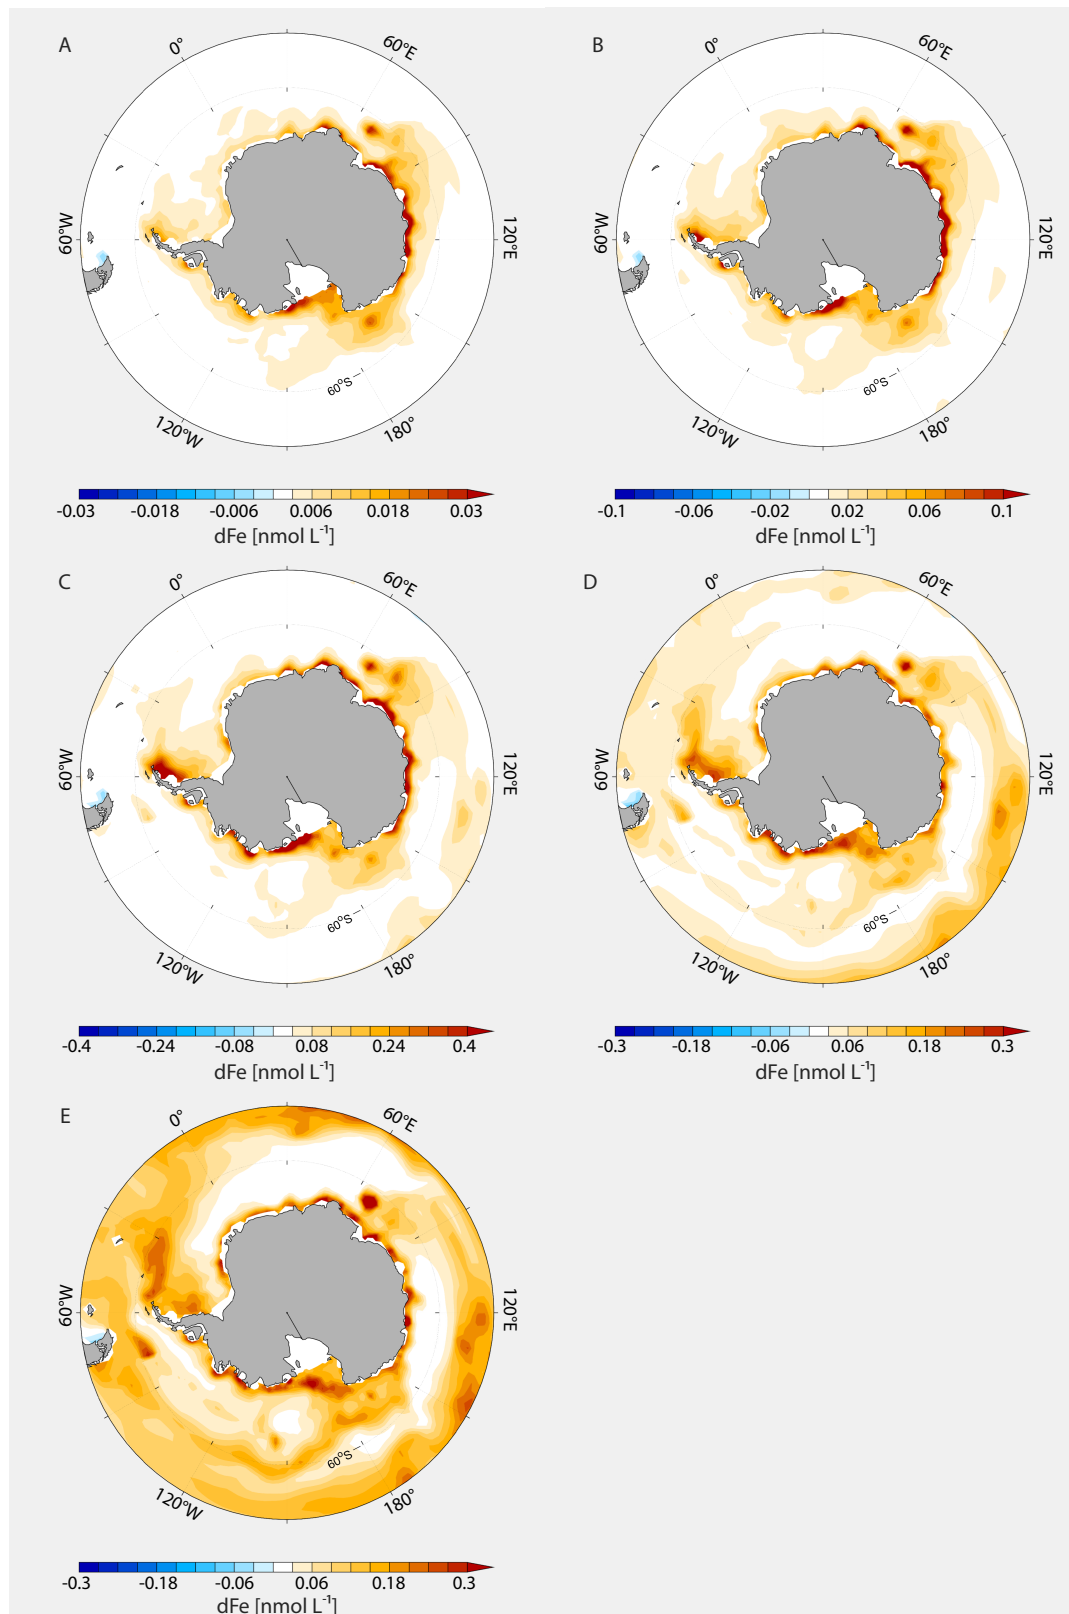 A
0°
60°E
60°W
120°E
60°S
120°W
180°
-0.03 -0.018 -0.006 0.006 0.018 0.03
dFe [nmol L⁻¹]
B
0°
60°E
60°W
120°E
60°S
120°W
180°
-0.1 -0.06 -0.02 0.02 0.06 0.1
dFe [nmol L⁻¹]
C
0°
60°E
60°W
120°E
60°S
120°W
180°
-0.4 -0.24 -0.08 0.08 0.24 0.4
dFe [nmol L⁻¹]
D
0°
60°E
60°W
120°E
60°S
120°W
180°
-0.3 -0.18 -0.06 0.06 0.18 0.3
dFe [nmol L⁻¹]
E
0°
60°E
60°W
120°E
60°S
120°W
180°
-0.3 -0.18 -0.06 0.06 0.18 0.3
dFe [nmol L⁻¹]